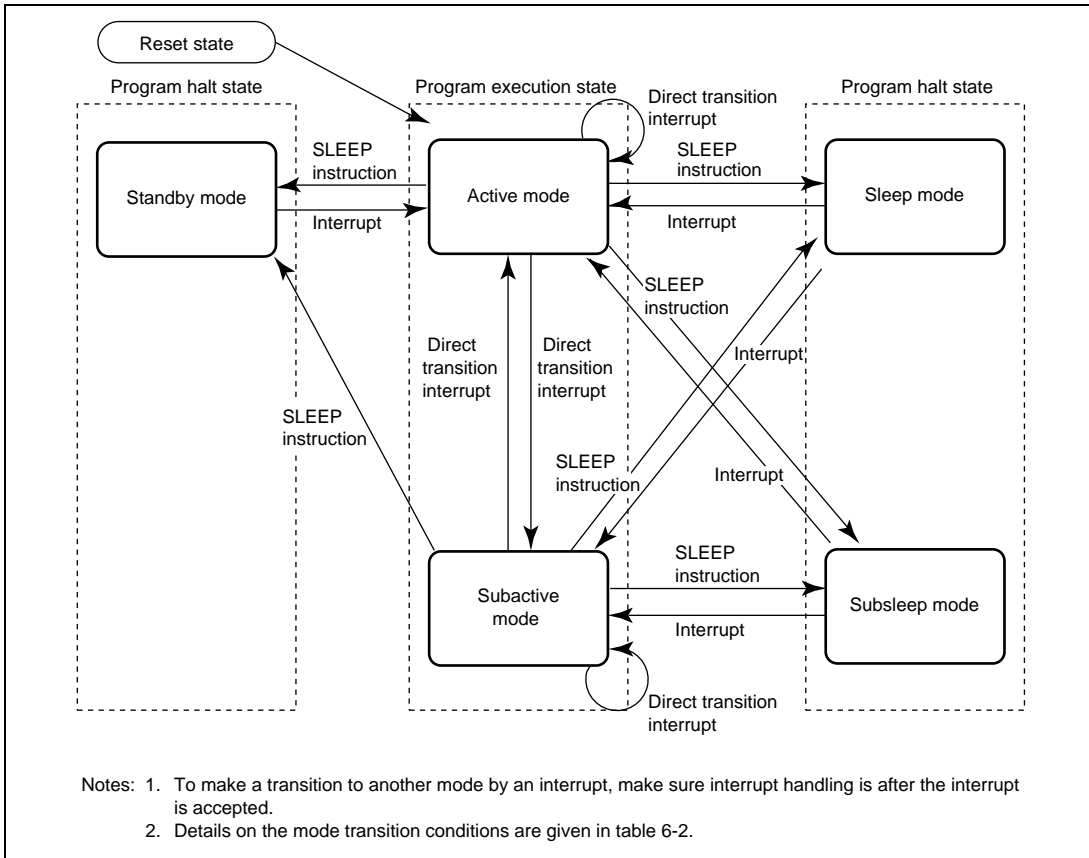 Reset state
Program halt state
Program execution state
Program halt state
Direct transition
interrupt
Standby mode
SLEEP
instruction
Interrupt
Active mode
SLEEP
instruction
Interrupt
Sleep mode
SLEEP
instruction
Direct
transition
interrupt
Direct
transition
interrupt
Interrupt
SLEEP
instruction
SLEEP
instruction
Interrupt
Subactive
mode
SLEEP
instruction
Interrupt
Subsleep mode
Direct transition
interrupt
Notes: 1. To make a transition to another mode by an interrupt, make sure interrupt handling is after the interrupt
is accepted.
2. Details on the mode transition conditions are given in table 6-2.